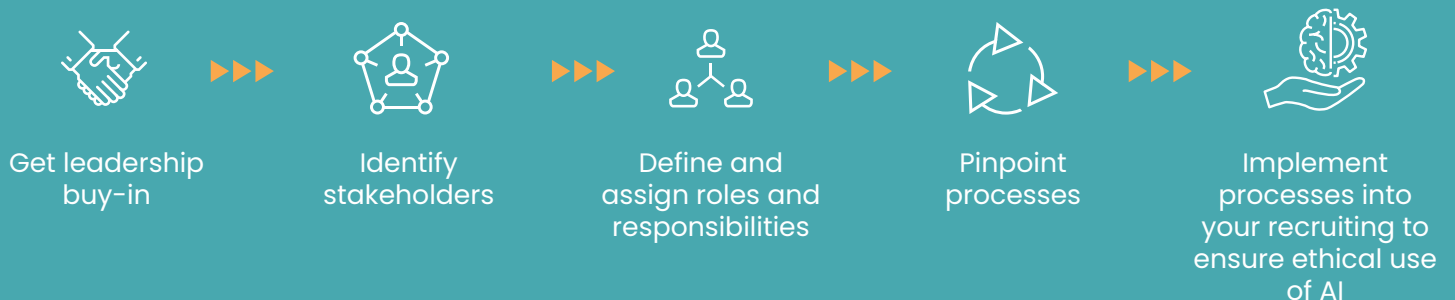 Get leadership
buy-in
Identify
stakeholders
Define and
assign roles and
responsibilities
Pinpoint
processes
Implement
processes into
your recruiting to
ensure ethical use
of AI